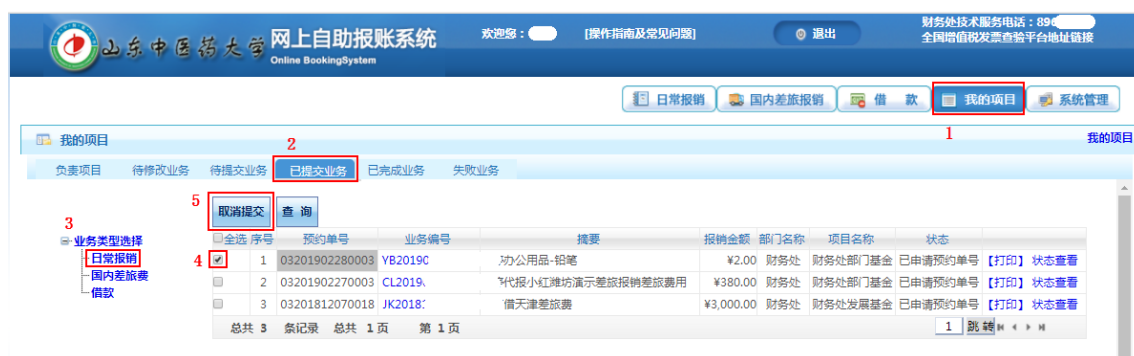 山东中医药大学 网上自助报账系统 欢迎您： [操作指南及常见问题] 退出 财务处技术服务电话：896
Online BookingSystem 全国增值税发票查验平台地址链接
日常报销 国内差旅报销 借 款 我的项目 系统管理
1
我的项目 2 我的项目
负责项目 待修改业务 待提交业务 已提交业务 已完成业务 失败业务
5 取消提交 查 询
3
业务类型选择
日常报销
国内差旅费
借款
全选 序号 预约单号 业务编号 摘要 报销金额 部门名称 项目名称 状态
4 1 03201902280003 YB20190 办公用品-铅笔 ¥2.00 财务处 财务处部门基金 已申请预约单号 【打印】 状态查看
2 03201902270003 CL2019 代报小红潍坊演示差旅报销差旅费用 ¥380.00 财务处 财务处部门基金 已申请预约单号 【打印】 状态查看
3 03201812070018 JK2018 借天津差旅费 ¥3,000.00 财务处 财务处发展基金 已申请预约单号 【打印】 状态查看
总共 3 条记录 总共 1 页 第 1 页 1 跳 转